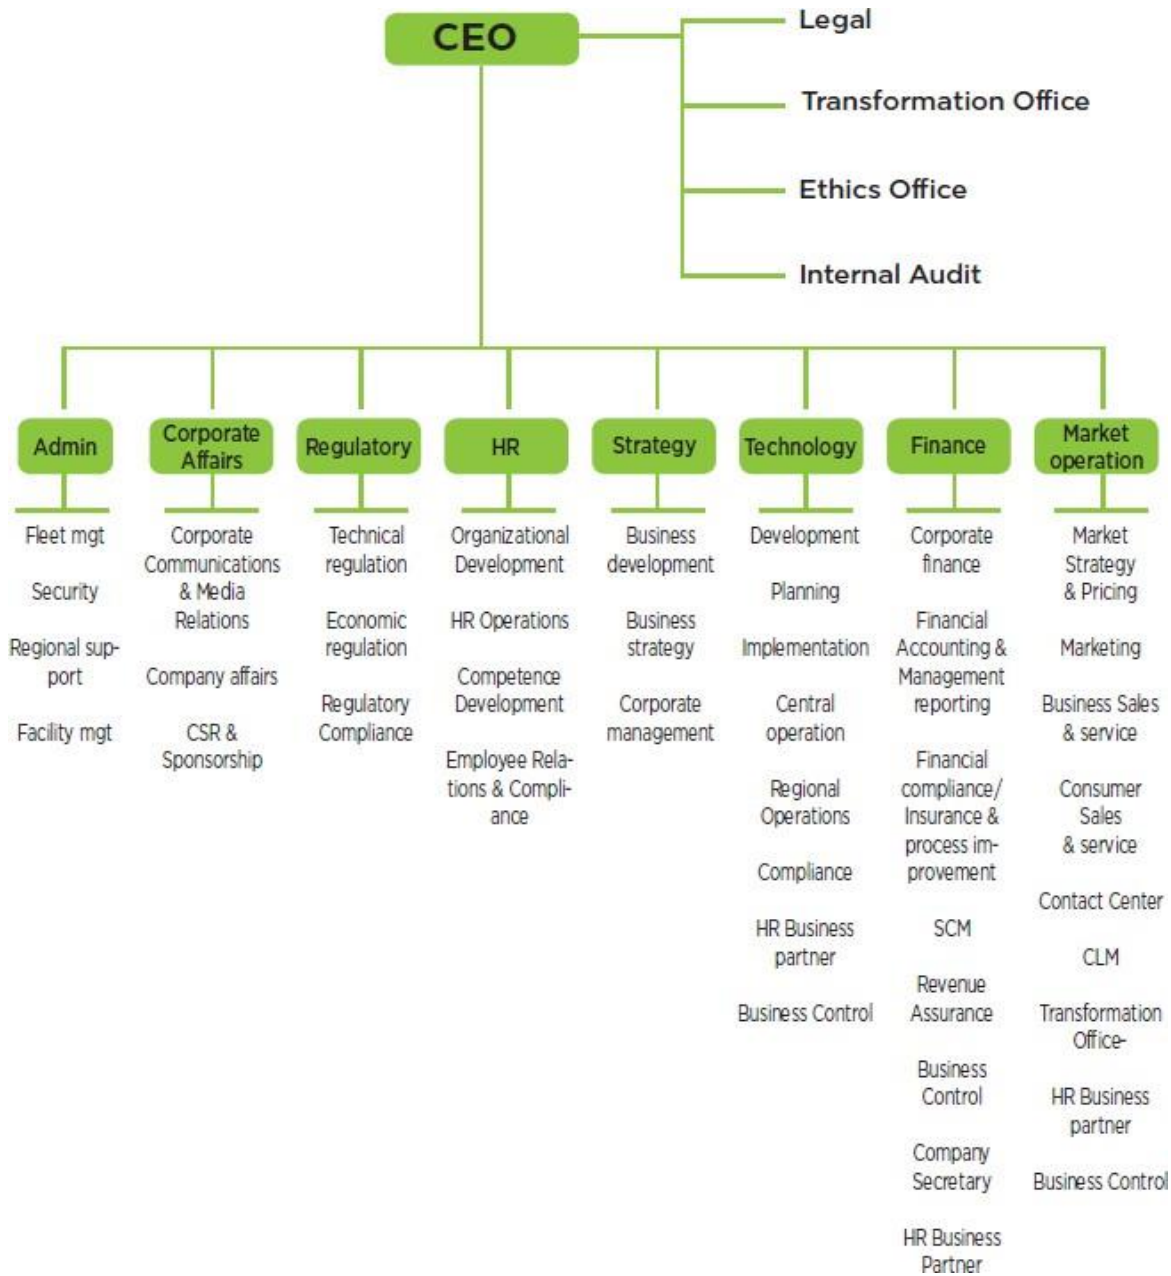 CEO
Legal
Transformation Office
Ethics Office
Internal Audit
Admin
Fleet mgt
Security
Regional sup-
port
Facility mgt
Corporate
Affairs
Corporate
Communications
& Media
Relations
Company affairs
CSR &
Sponsorship
Regulatory
Technical
regulation
Economic
regulation
Regulatory
Compliance
HR
Organizational
Development
HR Operations
Competence
Development
Employee Rela-
tions & Compli-
ance
Strategy
Business
development
Business
strategy
Corporate
management
Technology
Development
Planning
Implementation
Central
operation
Regional
Operations
Compliance
HR Business
partner
Business Control
Finance
Corporate
finance
Financial
Accounting &
Management
reporting
Financial
compliance/
Insurance &
process im-
provement
SCM
Revenue
Assurance
Business
Control
Company
Secretary
HR Business
Partner
Market
operation
Market
Strategy
& Pricing
Marketing
Business Sales
& service
Consumer
Sales
& service
Contact Center
CLM
Transformation
Office-
HR Business
partner
Business Control